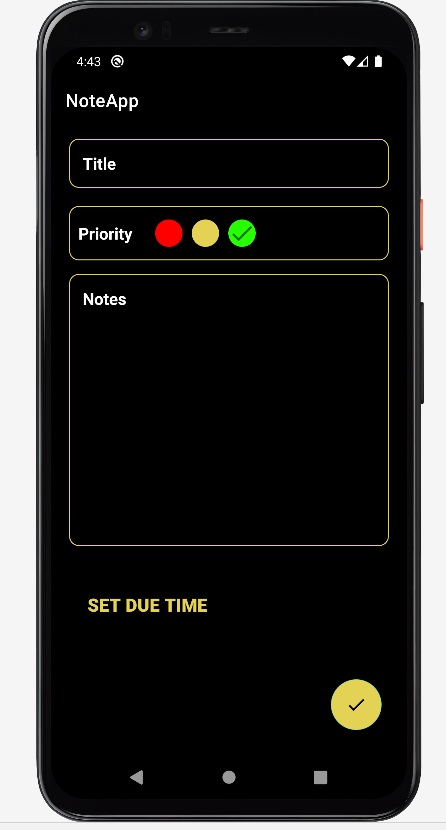 4:43
NoteApp
Title
Priority
Notes
SET DUE TIME